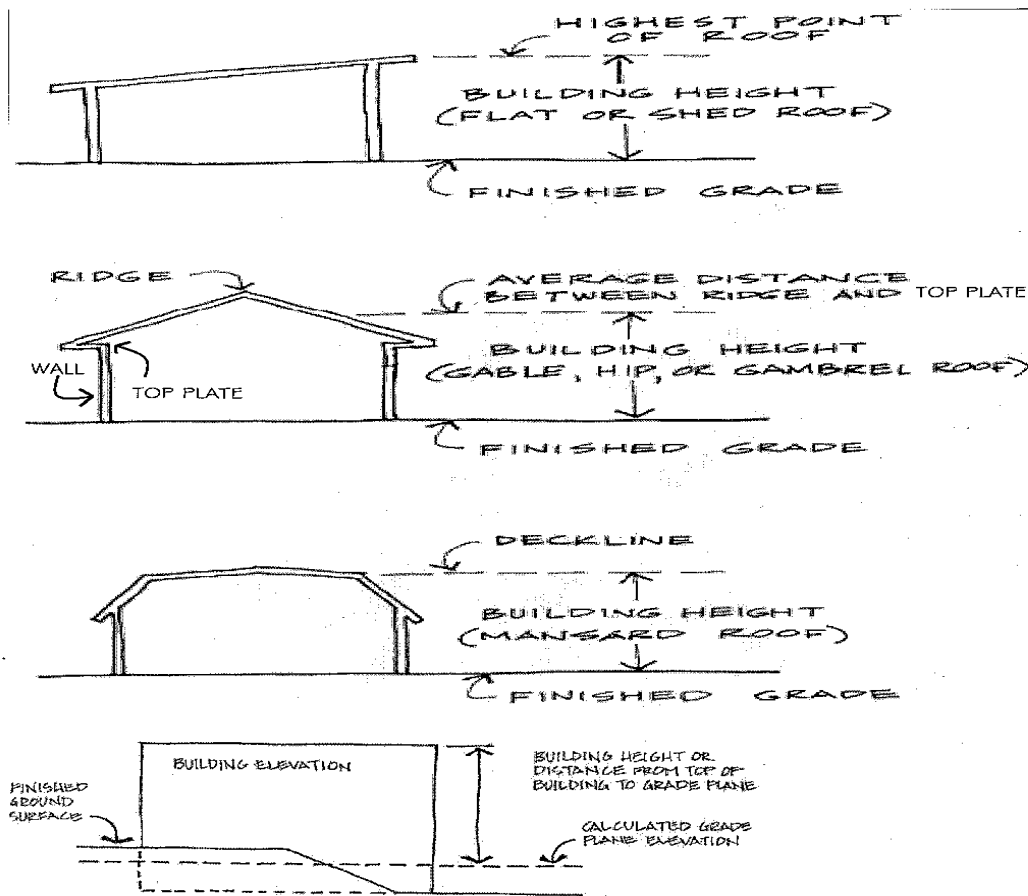 HIGHEST POINT
OF ROOF
BUILDING HEIGHT
(FLAT OR SHED ROOF)
FINISHED GRADE
RIDGE
AVERAGE DISTANCE
BETWEEN RIDGE AND TOP PLATE
WALL
TOP PLATE
BUILDING HEIGHT
(GABLE, HIP, OR GAMBREL ROOF)
FINISHED GRADE
DECKLINE
BUILDING HEIGHT
(MANSARD ROOF)
FINISHED GRADE
BUILDING ELEVATION
BUILDING HEIGHT OR
DISTANCE FROM TOP OF
BUILDING TO GRADE PLANE
FINISHED
GROUND
SURFACE
CALCULATED GRADE
PLANE ELEVATION